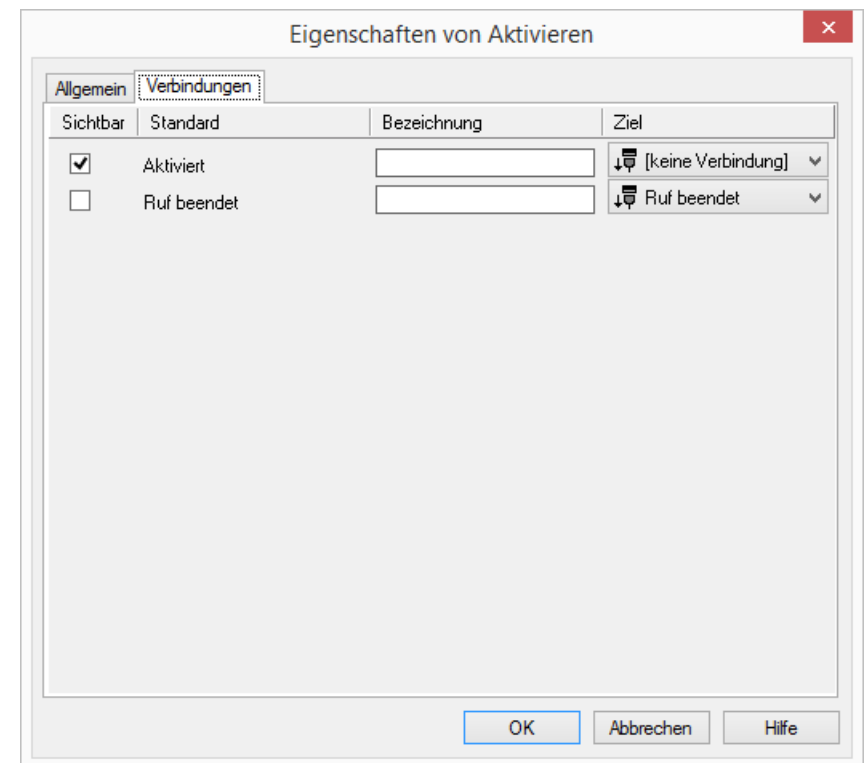 Eigenschaften von Aktivieren
Allgemein Verbindungen
Sichtbar Standard Bezeichnung Ziel
Aktiviert [keine Verbindung]
Ruf beendet Ruf beendet
OK Abbrechen Hilfe